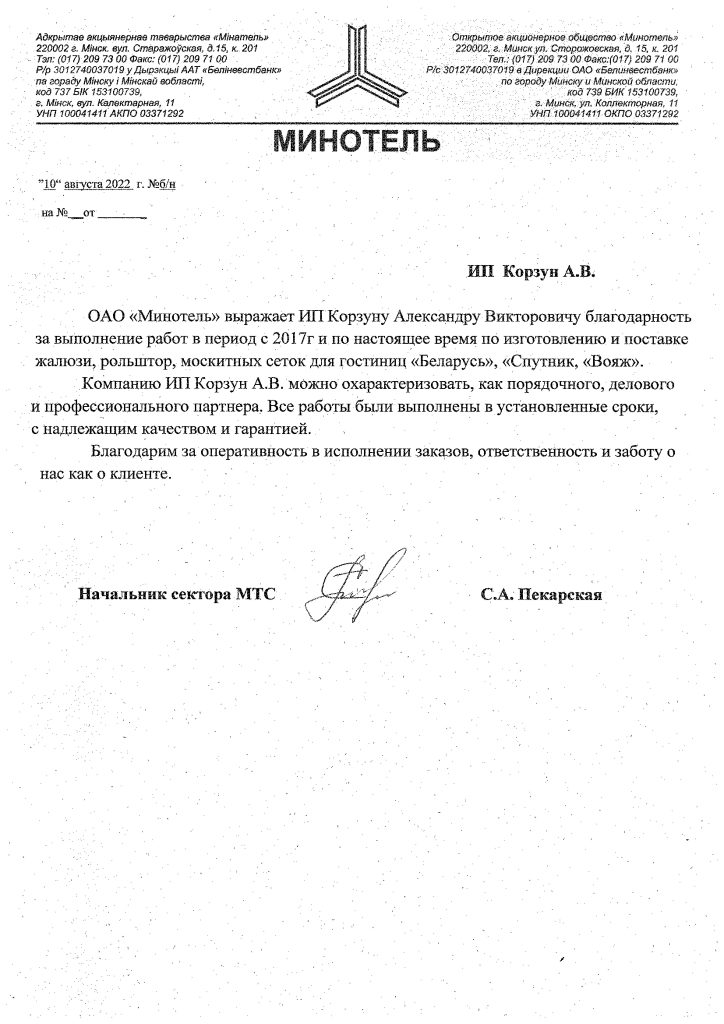 Адкрытае акцыянернае таварыства «Мінатель»
220002 г. Мінск. вул. Старажоўская, д.15, к. 201
Тэл: (017) 209 73 00 Факс: (017) 209 71 00
Р/р 3012740037019 у Дырэкцыі ААТ «Белінвестбанк»
па гораду Мінску і Мінскай вобласті,
код 737 БІК 153100739,
г. Мінск, вул. Калектарная, 11
УНП 100041411 АКПО 03371292
Открытое акционерное общество «Минотель»
220002, г. Минск ул. Сторожовская, д. 15, к. 201
Тел.: (017) 209 73 00 Факс:(017) 209 71 00
Р/с 3012740037019 в Дирекции ОАО «Белинвестбанк»
по городу Минску и Минской области,
код 739 БИК 153100739,
г. Минск, ул. Коллекторная, 11
УНП 100041411 ОКПО 03371292
МИНОТЕЛЬ
"10" августа 2022 г. №б/н
на №__от ________
ИП Корзун А.В.
ОАО «Минотель» выражает ИП Корзуну Александру Викторовичу благодарность
за выполнение работ в период с 2017г и по настоящее время по изготовлению и поставке
жалюзи, рольштор, москитных сеток для гостиниц «Беларусь», «Спутник, «Вояж».
Компанию ИП Корзун А.В. можно охарактеризовать, как порядочного, делового
и профессионального партнера. Все работы были выполнены в установленные сроки,
с надлежащим качеством и гарантией.
Благодарим за оперативность в исполнении заказов, ответственность и заботу о
нас как о клиенте.
Начальник сектора МТС С.А. Пекарская